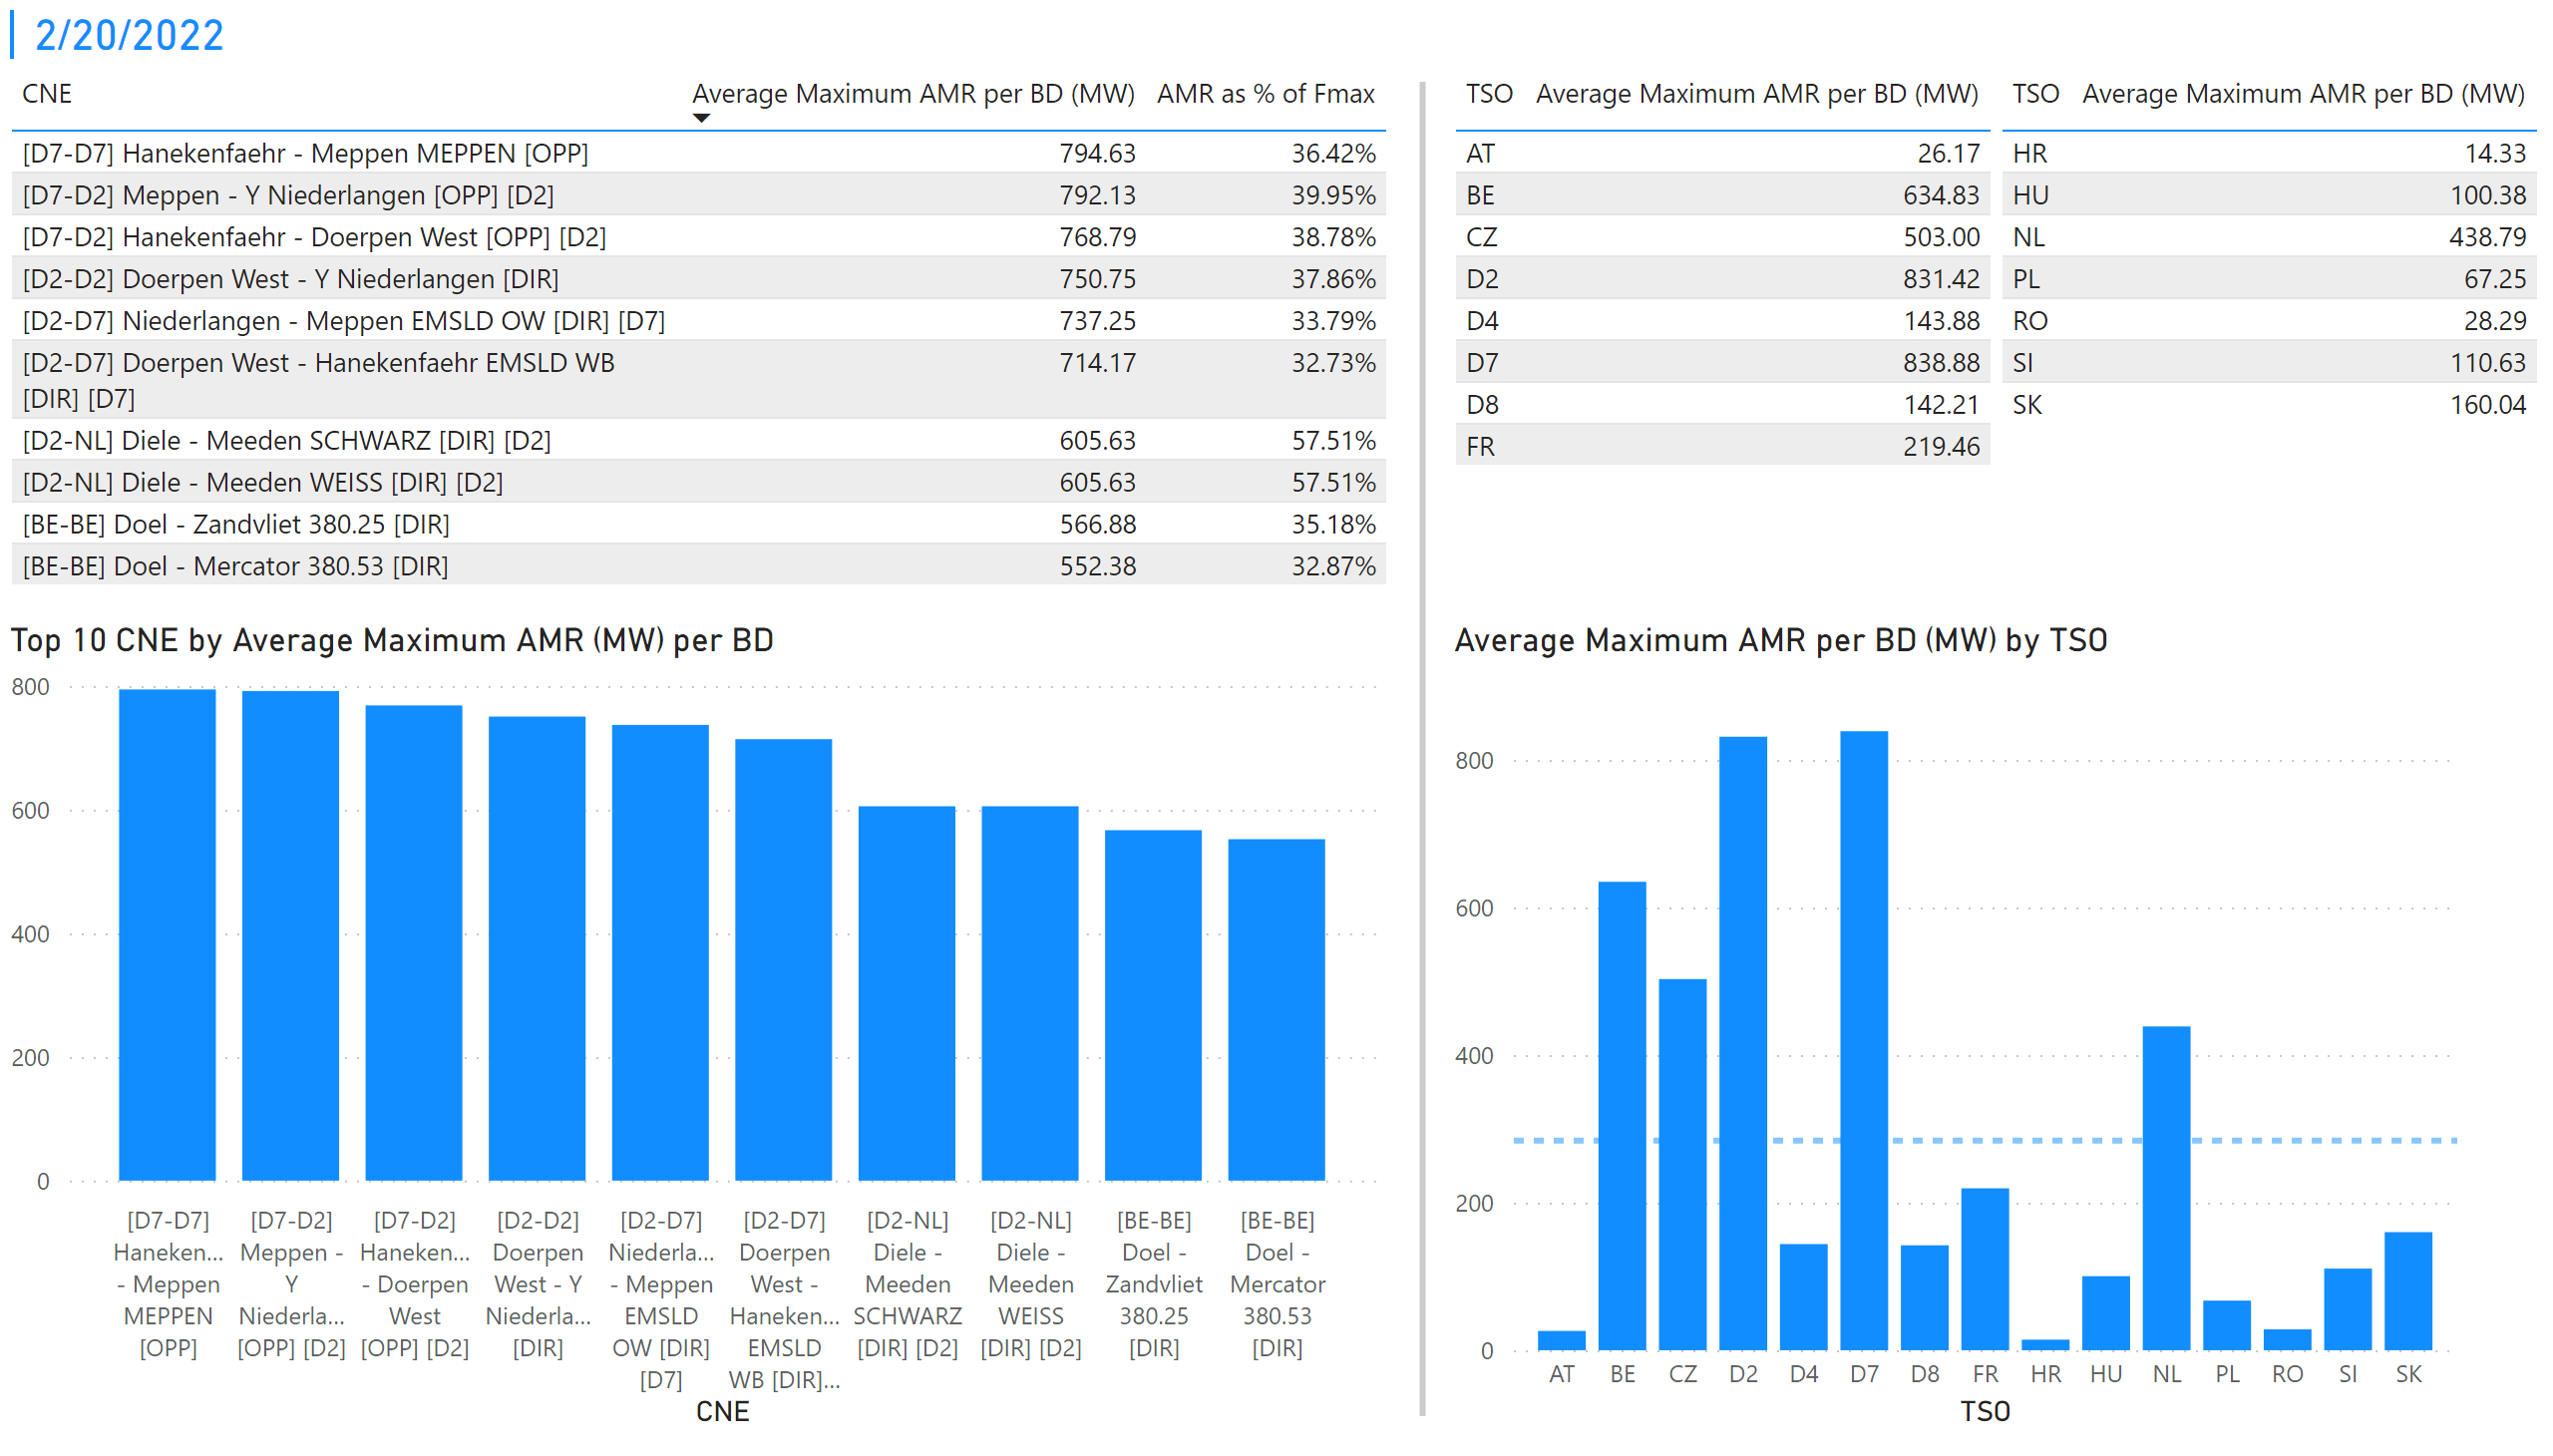 2/20/2022
CNE Average Maximum AMR per BD (MW) AMR as % of Fmax
[D7-D7] Hanekenfaehr - Meppen MEPPEN [OPP] 794.63 36.42%
[D7-D2] Meppen - Y Niederlangen [OPP] [D2] 792.13 39.95%
[D7-D2] Hanekenfaehr - Doerpen West [OPP] [D2] 768.79 38.78%
[D2-D2] Doerpen West - Y Niederlangen [DIR] 750.75 37.86%
[D2-D7] Niederlangen - Meppen EMSLD OW [DIR] [D7] 737.25 33.79%
[D2-D7] Doerpen West - Hanekenfaehr EMSLD WB 714.17 32.73%
[DIR] [D7]
[D2-NL] Diele - Meeden SCHWARZ [DIR] [D2] 605.63 57.51%
[D2-NL] Diele - Meeden WEISS [DIR] [D2] 605.63 57.51%
[BE-BE] Doel - Zandvliet 380.25 [DIR] 566.88 35.18%
[BE-BE] Doel - Mercator 380.53 [DIR] 552.38 32.87%
TSO Average Maximum AMR per BD (MW)
AT 26.17
BE 634.83
CZ 503.00
D2 831.42
D4 143.88
D7 838.88
D8 142.21
FR 219.46
TSO Average Maximum AMR per BD (MW)
HR 14.33
HU 100.38
NL 438.79
PL 67.25
RO 28.29
SI 110.63
SK 160.04
Top 10 CNE by Average Maximum AMR (MW) per BD
800
600
400
200
0
[D7-D7]
Haneken...
- Meppen
MEPPEN
[OPP]
[D7-D2]
Meppen -
Y
Niederla...
[OPP] [D2]
[D7-D2]
Haneken...
- Doerpen
West
[OPP] [D2]
[D2-D2]
Doerpen
West - Y
Niederla...
[DIR]
[D2-D7]
Niederla...
- Meppen
EMSLD
OW [DIR]
[D7]
[D2-D7]
Doerpen
West -
Haneken...
EMSLD
WB [DIR]...
[D2-NL]
Diele -
Meeden
SCHWARZ
[DIR] [D2]
[D2-NL]
Diele -
Meeden
WEISS
[DIR] [D2]
[BE-BE]
Doel -
Zandvliet
380.25
[DIR]
[BE-BE]
Doel -
Mercator
380.53
[DIR]
CNE
Average Maximum AMR per BD (MW) by TSO
800
600
400
200
0
AT BE CZ D2 D4 D7 D8 FR HR HU NL PL RO SI SK
TSO